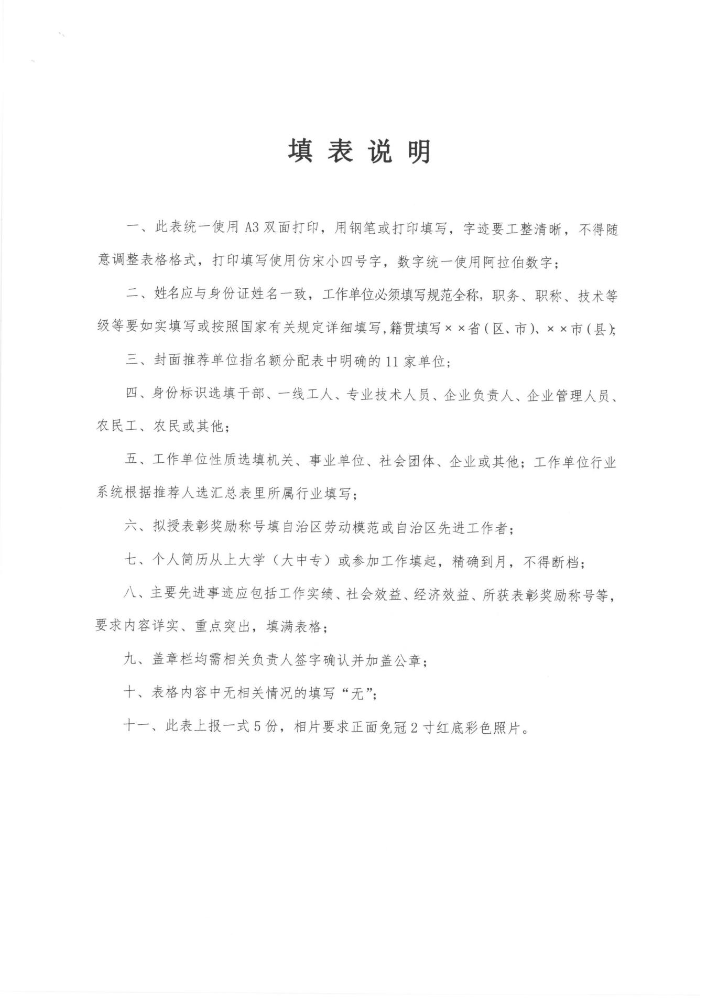 填表说明
一、此表统一使用 A3 双面打印，用钢笔或打印填写，字迹要工整清晰，不得随
意调整表格格式，打印填写使用仿宋小四号字，数字统一使用阿拉伯数字；
二、姓名应与身份证姓名一致，工作单位必须填写规范全称，职务、职称、技术等
级等要如实填写或按照国家有关规定详细填写,籍贯填写××省(区、市)、××市(县);
三、封面推荐单位指名额分配表中明确的 11 家单位；
四、身份标识选填干部、一线工人、专业技术人员、企业负责人、企业管理人员、
农民工、农民或其他；
五、工作单位性质选填机关、事业单位、社会团体、企业或其他；工作单位行业
系统根据推荐人选汇总表里所属行业填写；
六、拟授表彰奖励称号填自治区劳动模范或自治区先进工作者；
七、个人简历从上大学（大中专）或参加工作填起，精确到月，不得断档；
八、主要先进事迹应包括工作实绩、社会效益、经济效益、所获表彰奖励称号等，
要求内容详实、重点突出，填满表格；
九、盖章栏均需相关负责人签字确认并加盖公章；
十、表格内容中无相关情况的填写“无”；
十一、此表上报一式 5 份，相片要求正面免冠 2 寸红底彩色照片。